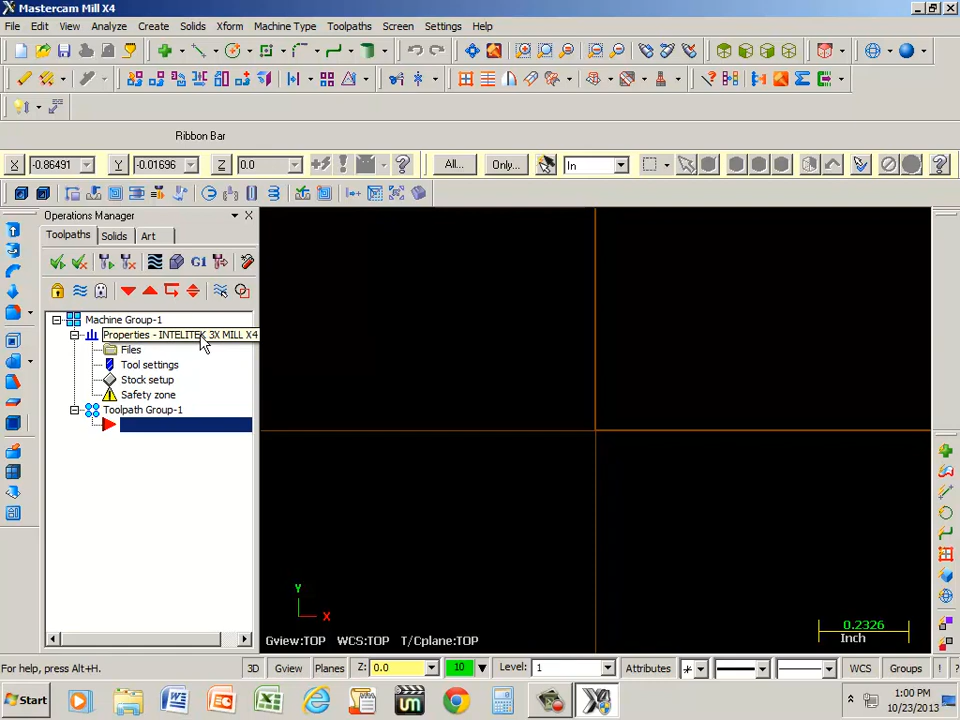 Mastercam Mill X4
File Edit View Analyze Create Solids Xform Machine Type Toolpaths Screen Settings Help
Ribbon Bar
X -0.86491 Y -0.01696 Z 0.0 All... Only... In
Operations Manager
Toolpaths Solids Art
G1
Machine Group-1
Properties - INTELITEK 3X MILL X4
Files
Tool settings
Stock setup
Safety zone
Toolpath Group-1
Y
X
Gview:TOP WCS:TOP T/Cplane:TOP
0.2326
Inch
For help, press Alt+H.
3D Gview Planes Z: 0.0 10 Level: 1 Attributes * WCS Groups ! ?
Start
1:00 PM
10/23/2013